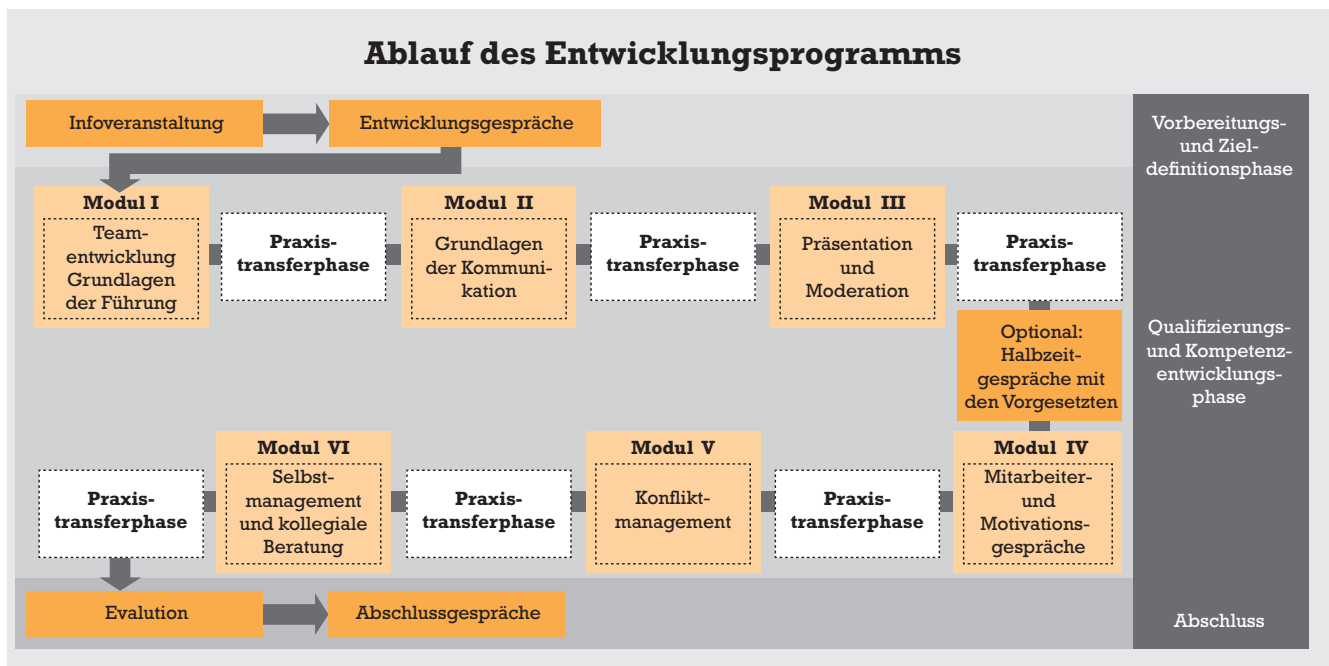 Ablauf des Entwicklungsprogramms
Infoveranstaltung
Entwicklungsgespräche
Vorbereitungs-
und Ziel-
definitionsphase
Modul I
Team-
entwicklung
Grundlagen
der Führung
Praxis-
transferphase
Modul II
Grundlagen
der Kommuni-
kation
Praxis-
transferphase
Modul III
Präsentation
und
Moderation
Praxis-
transferphase
Optional:
Halbzeit-
gespräche mit
den Vorgesetzten
Qualifizierungs-
und Kompetenz-
entwicklungs-
phase
Modul IV
Mitarbeiter-
und
Motivations-
gespräche
Praxis-
transferphase
Modul V
Konflikt-
management
Praxis-
transferphase
Modul VI
Selbst-
management
und kollegiale
Beratung
Praxis-
transferphase
Evalution
Abschlussgespräche
Abschluss